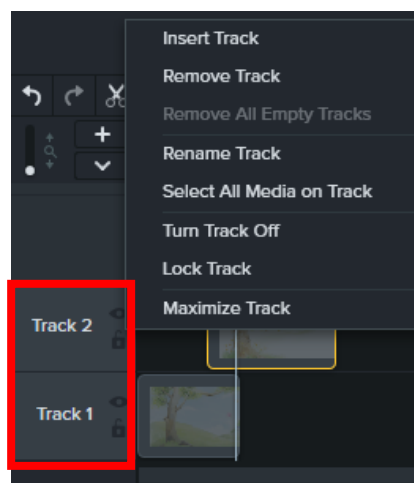 Insert Track
Remove Track
Remove All Empty Tracks
Rename Track
Select All Media on Track
Turn Track Off
Lock Track
Maximize Track
Track 2
Track 1